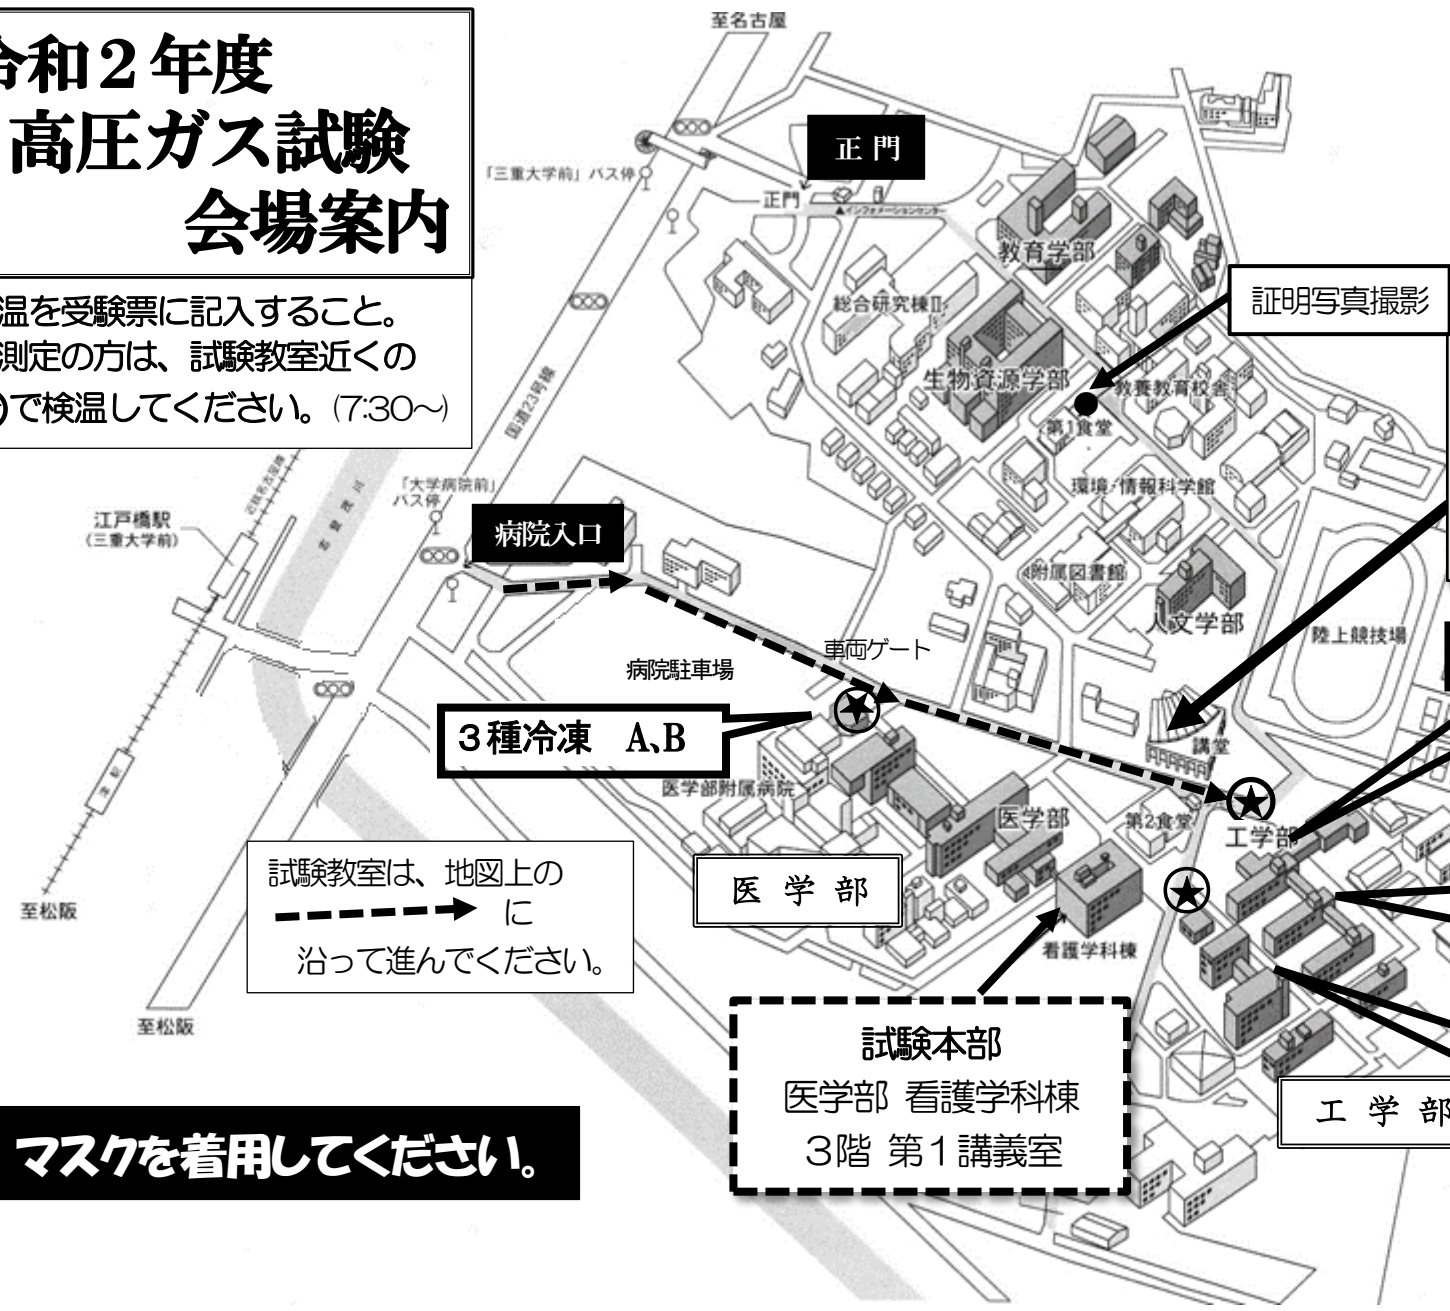 令和２年度
高圧ガス試験
会場案内
温を受験票に記入すること。
測定の方は、試験教室近くの
で検温してください。(7:30～)
至名古屋
正門
「三重大学前」バス停
正門
▲インフォメーションセンター
教育学部
総合研究棟Ⅱ
証明写真撮影
生物資源学部
教養教育校舎
第1食堂
国道23号線
「大学病院前」
バス停
環境・情報科学館
江戸橋駅
(三重大学前)
病院入口
附属図書館
人文学部
陸上競技場
車両ゲート
病院駐車場
３種冷凍　A、B
講堂
医学部附属病院
医学部
第2食堂
工学部
試験教室は、地図上の
に
沿って進んでください。
医 学 部
至松阪
看護学科棟
至松阪
試験本部
医学部 看護学科棟
３階 第１講義室
工 学 部
マスクを着用してください。